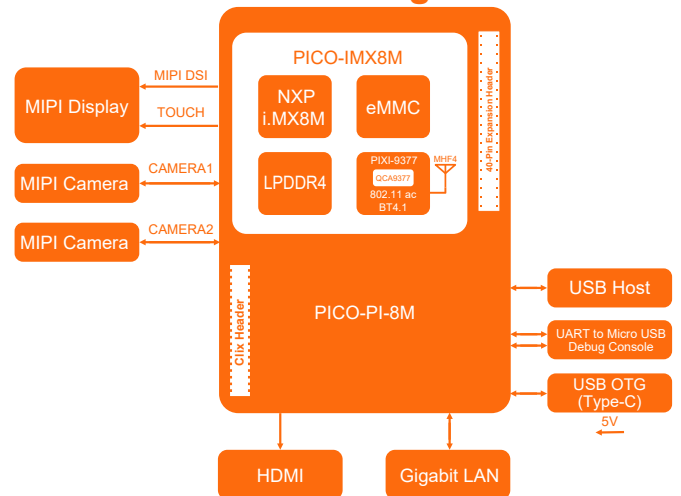 PICO-IMX8M
NXP
i.MX8M
eMMC
LPDDR4
PIXI-9377
QCA9377
802.11 ac
BT4.1
MHF4
40-Pin Expansion Header
MIPI DSI
TOUCH
MIPI Display
CAMERA1
MIPI Camera
CAMERA2
MIPI Camera
Clix Header
PICO-PI-8M
USB Host
UART to Micro USB
Debug Console
USB OTG
(Type-C)
5V
HDMI
Gigabit LAN